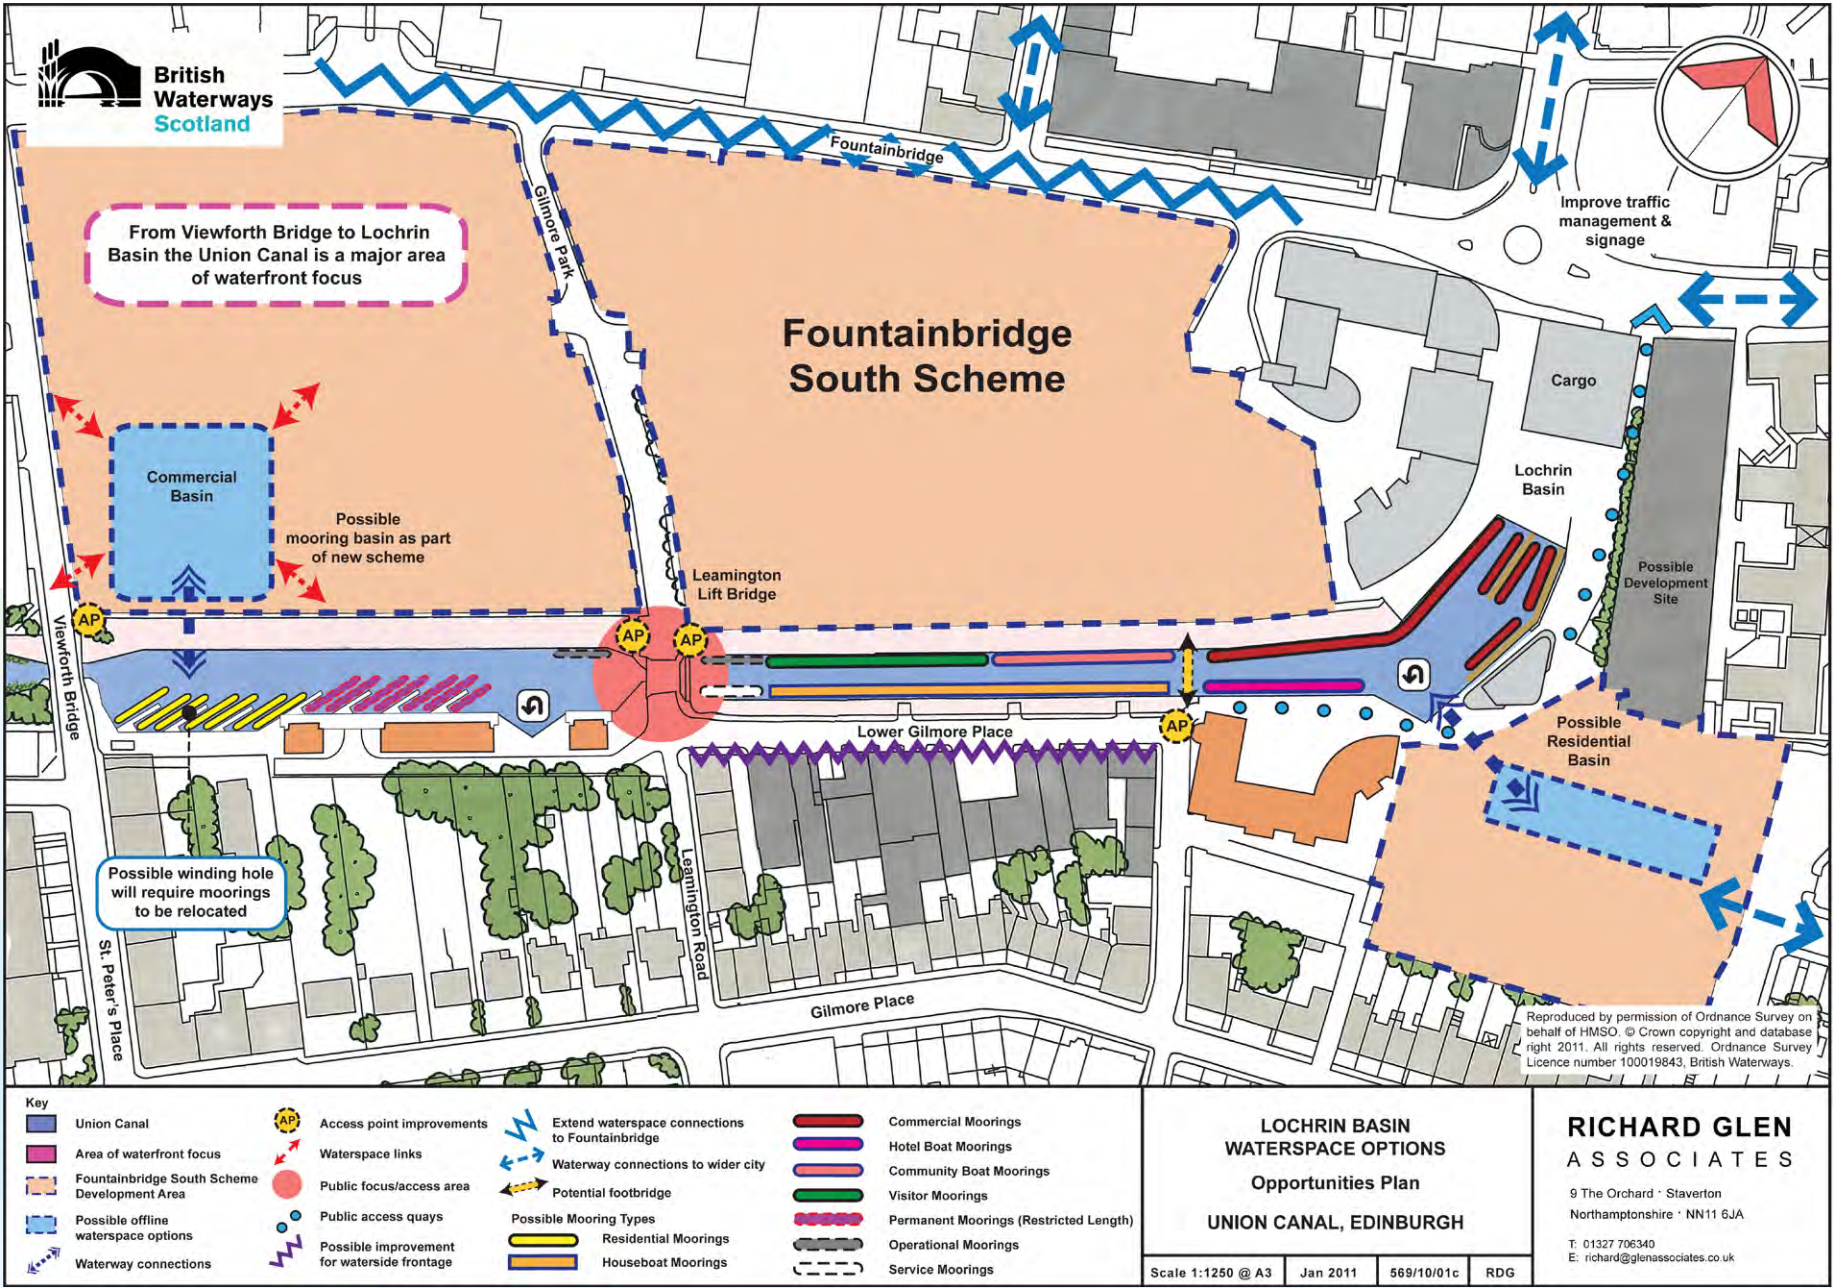 British
Waterways
Scotland
From Viewforth Bridge to Lochrin
Basin the Union Canal is a major area
of waterfront focus
Fountainbridge
Gilmore Park
Improve traffic
management &
signage
Fountainbridge
South Scheme
Cargo
Commercial
Basin
Lochrin
Basin
Possible
mooring basin as part
of new scheme
Leamington
Lift Bridge
Possible
Development
Site
AP
AP
AP
Viewforth Bridge
AP
Lower Gilmore Place
Possible
Residential
Basin
Possible winding hole
will require moorings
to be relocated
Leamington Road
St. Peter's Place
Gilmore Place
Reproduced by permission of Ordnance Survey on
behalf of HMSO. © Crown copyright and database
right 2011. All rights reserved. Ordnance Survey
Licence number 100019843, British Waterways.
Key
Union Canal
Area of waterfront focus
Fountainbridge South Scheme
Development Area
Possible offline
waterspace options
Waterway connections
AP
Access point improvements
Waterspace links
Public focus/access area
Public access quays
Possible improvement
for waterside frontage
Extend waterspace connections
to Fountainbridge
Waterway connections to wider city
Potential footbridge
Possible Mooring Types
Residential Moorings
Houseboat Moorings
Commercial Moorings
Hotel Boat Moorings
Community Boat Moorings
Visitor Moorings
Permanent Moorings (Restricted Length)
Operational Moorings
Service Moorings
LOCHRIN BASIN
WATERSPACE OPTIONS
Opportunities Plan
UNION CANAL, EDINBURGH
Scale 1:1250 @ A3
Jan 2011
569/10/01c
RDG
RICHARD GLEN
ASSOCIATES
9 The Orchard · Staverton
Northamptonshire · NN11 6JA
T: 01327 706340
E: richard@glenassociates.co.uk